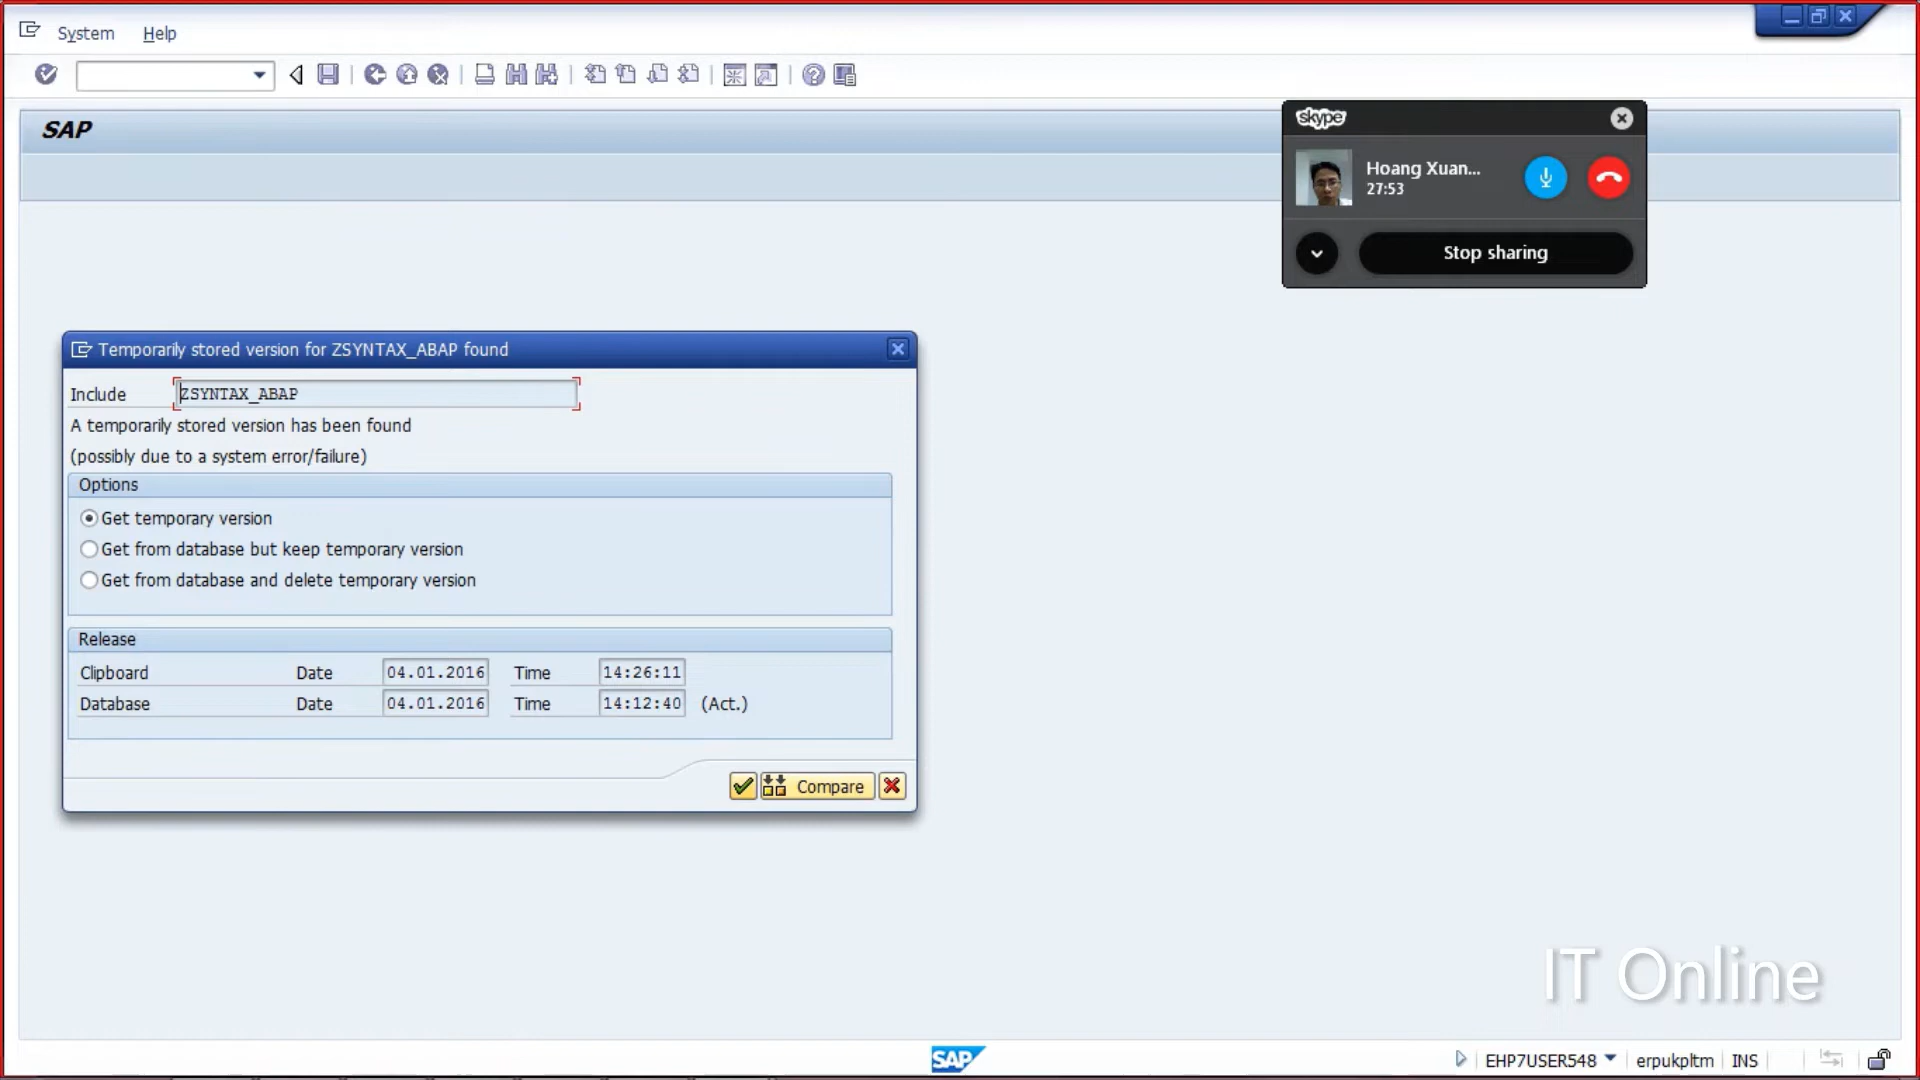 System Help
SAP
skype
Hoang Xuan...
27:53
Stop sharing
Temporarily stored version for ZSYNTAX_ABAP found
Include ZSYNTAX_ABAP
A temporarily stored version has been found
(possibly due to a system error/failure)
Options
Get temporary version
Get from database but keep temporary version
Get from database and delete temporary version
Release
Clipboard Date 04.01.2016 Time 14:26:11
Database Date 04.01.2016 Time 14:12:40 (Act.)
Compare
IT Online
SAP
EHP7USER548 erpukpltm INS